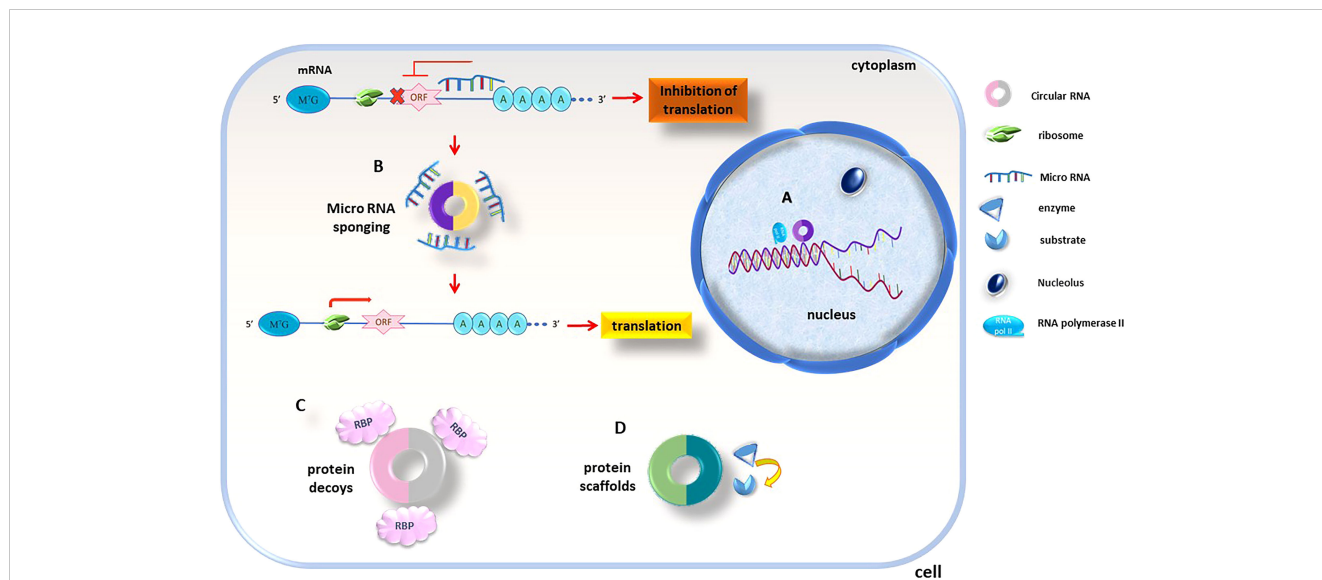 cytoplasm
mRNA
5' M⁷G ORF A A A A 3'
Inhibition of
translation
B
Micro RNA
sponging
A
nucleus
5' M⁷G ORF A A A A 3'
translation
C
RBP
RBP
protein
decoys
RBP
D
protein
scaffolds
cell
Circular RNA
ribosome
Micro RNA
enzyme
substrate
Nucleolus
RNA
pol II
RNA polymerase II